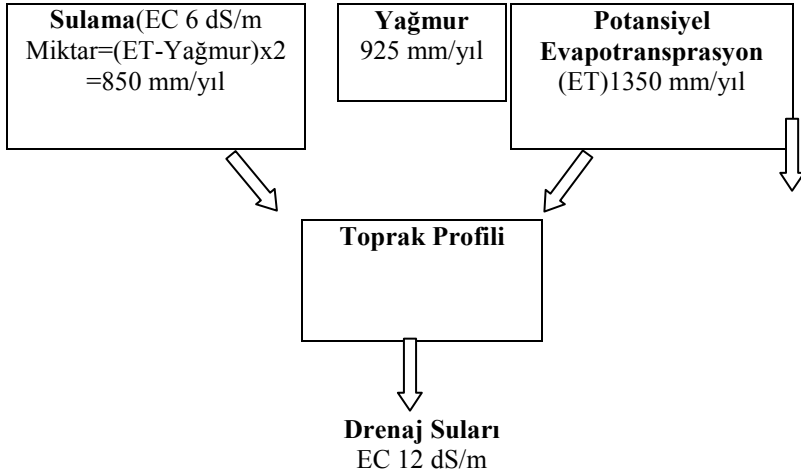 Sulama(EC 6 dS/m
Miktar=(ET-Yağmur)x2
=850 mm/yıl
Yağmur
925 mm/yıl
Potansiyel
Evapotransprasyon
(ET)1350 mm/yıl
Toprak Profili
Drenaj Suları
EC 12 dS/m